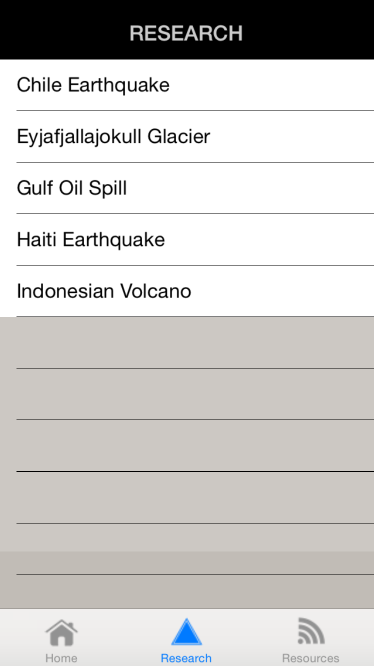 RESEARCH
Chile Earthquake
Eyjafjallajokull Glacier
Gulf Oil Spill
Haiti Earthquake
Indonesian Volcano
Home Research Resources